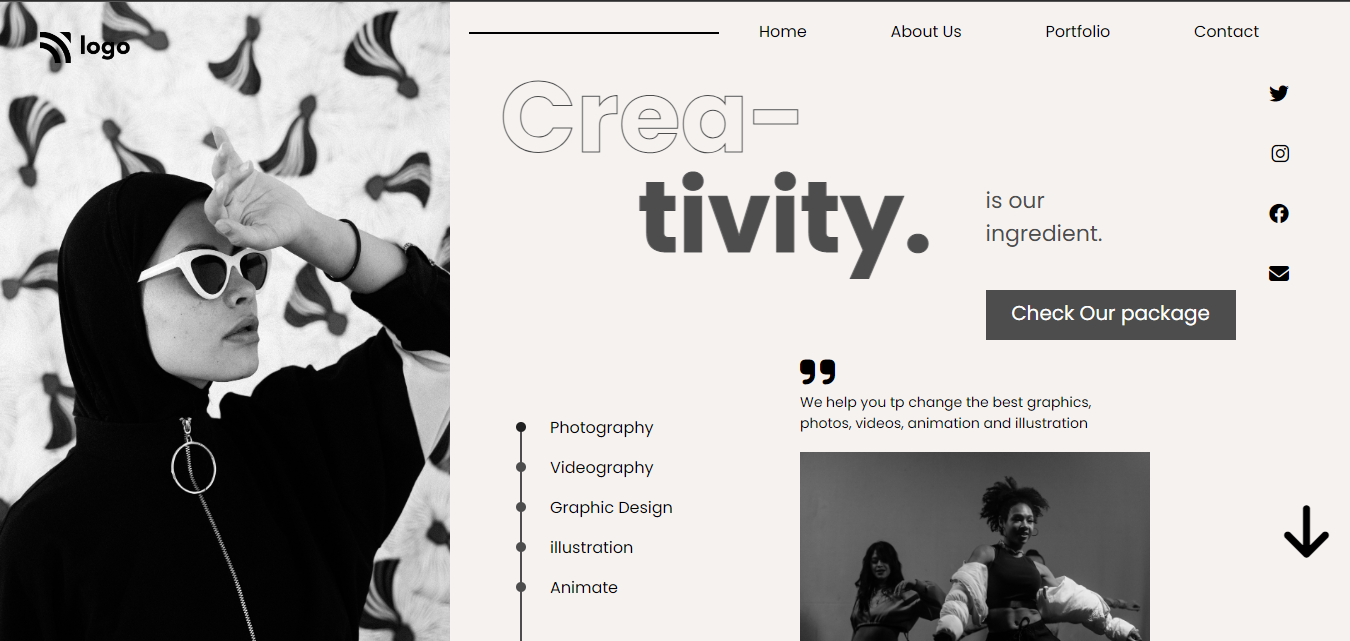 logo
Home About Us Portfolio Contact
Crea-
tivity.
is our
ingredient.
Check Our package
We help you tp change the best graphics,
photos, videos, animation and illustration
Photography
Videography
Graphic Design
illustration
Animate